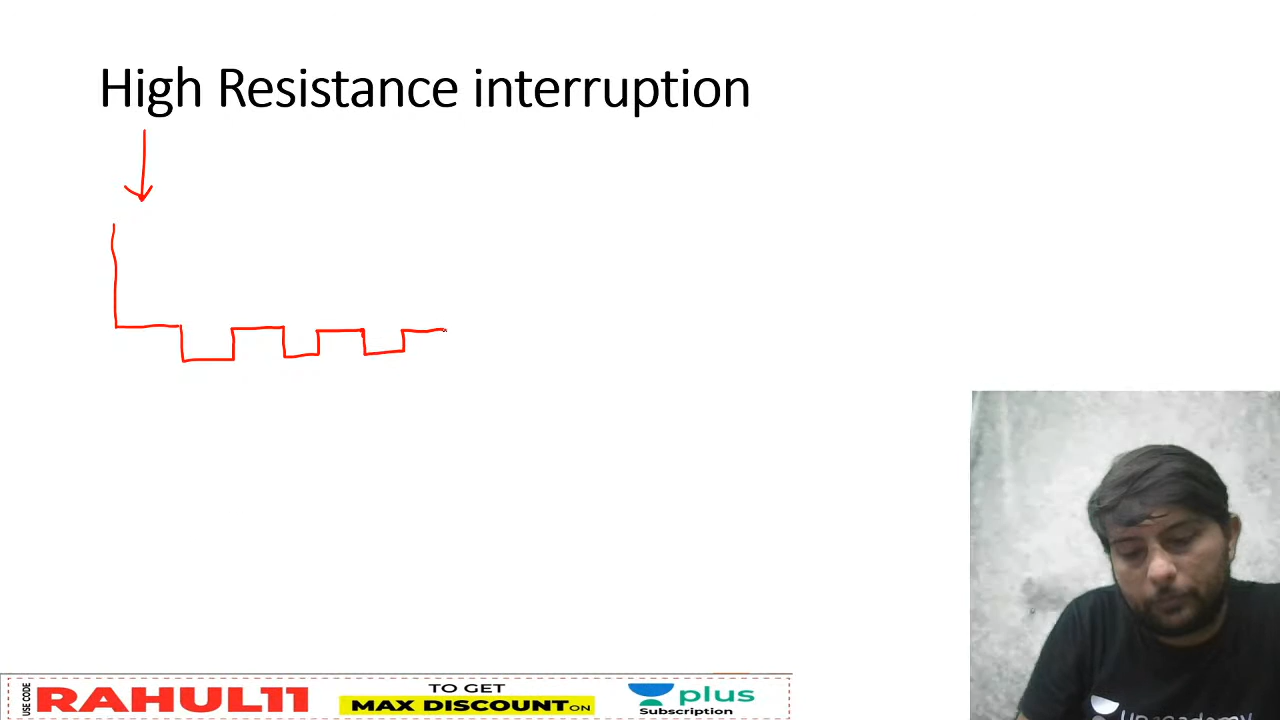 High Resistance interruption
USE CODE
RAHUL11
TO GET
MAX DISCOUNT ON
plus
Subscription